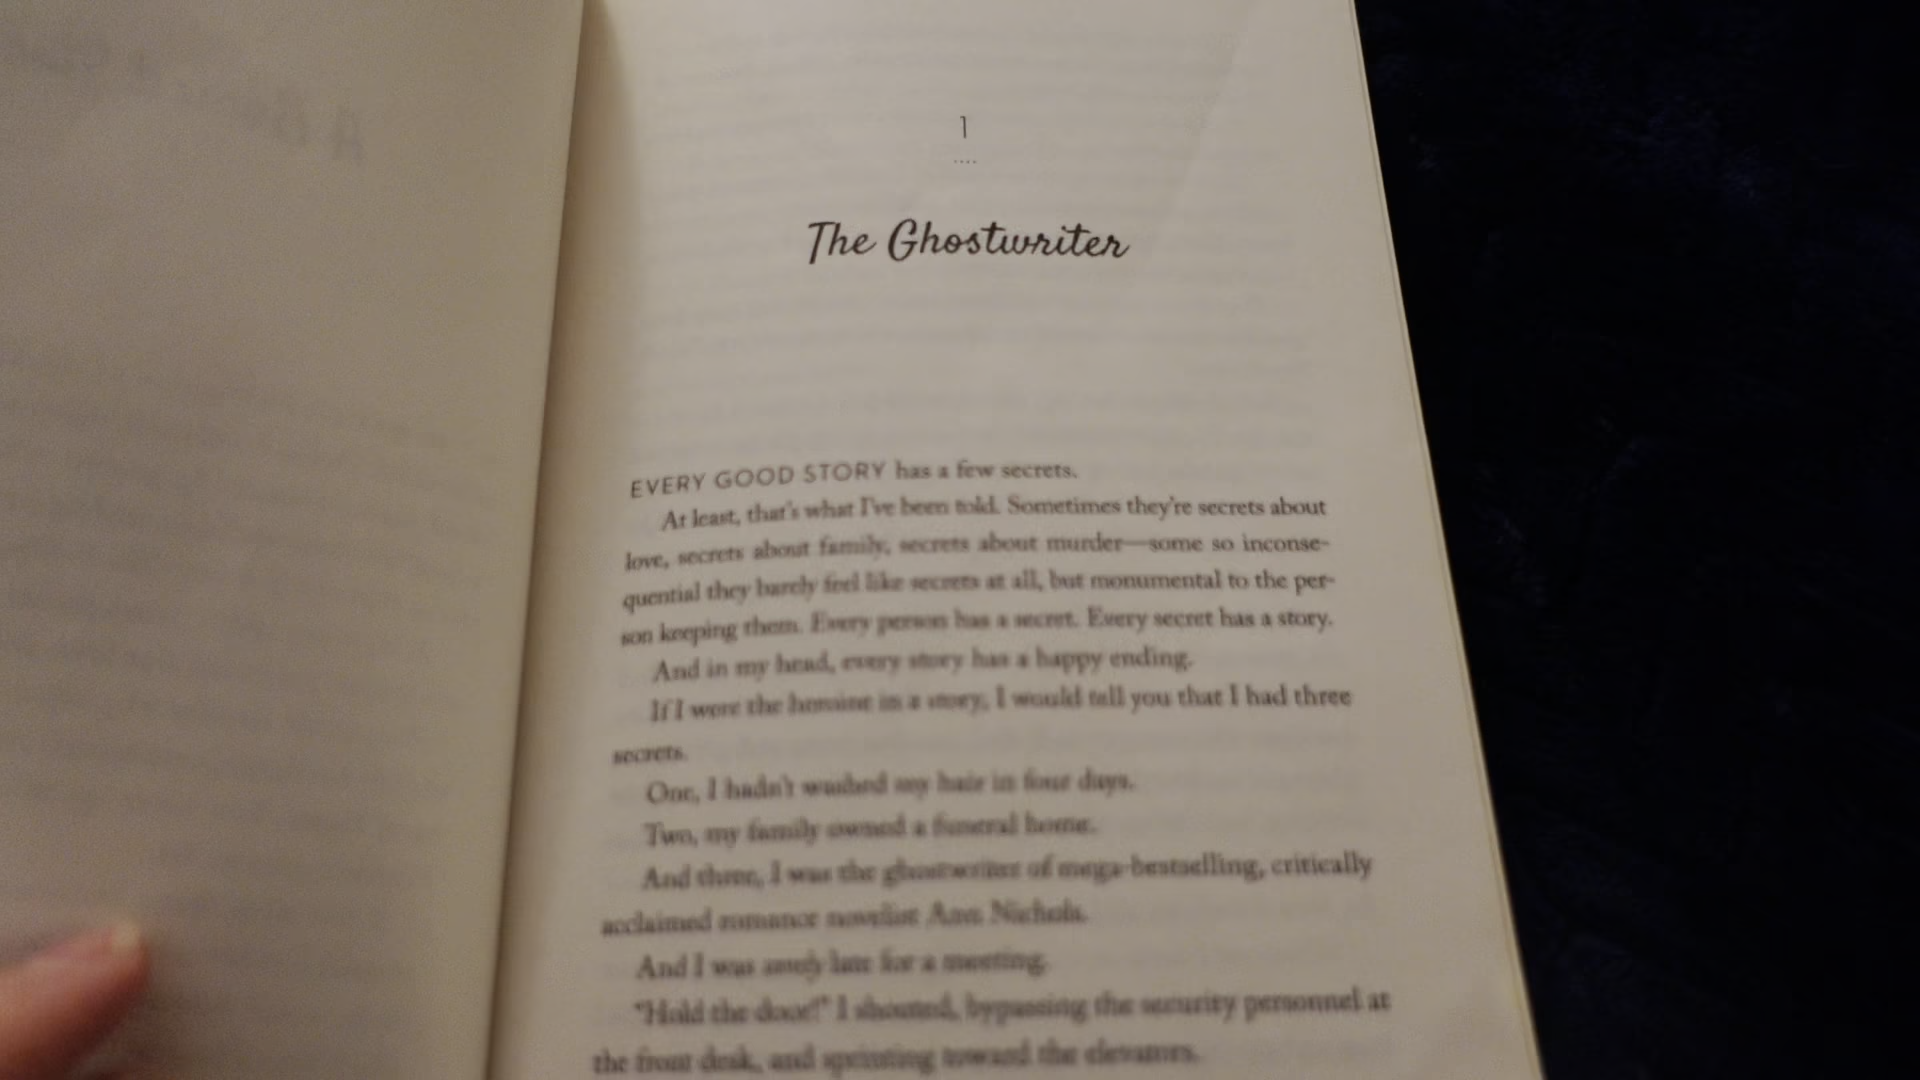 1
The Ghostwriter
EVERY GOOD STORY has a few secrets.
At least, that's what I've been told. Sometimes they're secrets about
love, secrets about family, secrets about murder—some so inconse-
quential they barely feel like secrets at all, but monumental to the per-
son keeping them. Every person has a secret. Every secret has a story.
And in my head, every story has a happy ending.
If I were the heroine in a story, I would tell you that I had three
secrets.
One, I hadn't washed my hair in four days.
Two, my family owned a funeral home.
And three, I was the ghostwriter of mega-bestselling, critically
acclaimed romance novelist Ann Nichols.
And I was sorely late for a meeting.
"Hold the door!" I shouted, bypassing the security personnel at
the front desk, and sprinting toward the elevators.